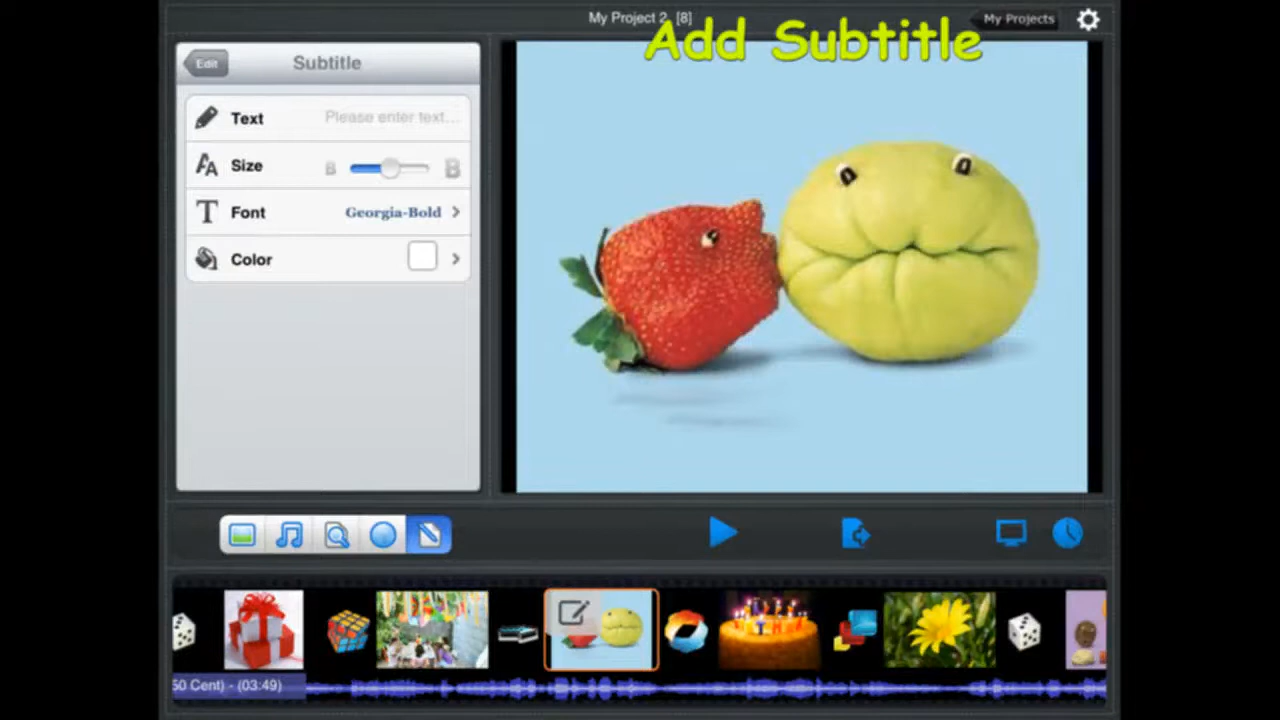 My Project 2 [8]
My Projects
Add Subtitle
Edit
Subtitle
Text
Please enter text...
Size
B
B
Font
Georgia-Bold
Color
50 Cent) - (03:49)